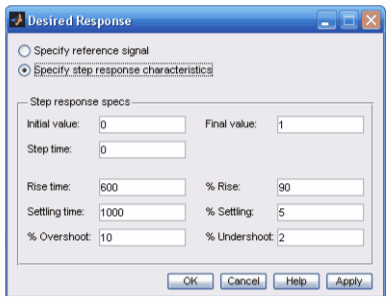 Desired Response
Specify reference signal
Specify step response characteristics
Step response specs
Initial value: 0 Final value: 1
Step time: 0
Rise time: 600 % Rise: 90
Settling time: 1000 % Settling: 5
% Overshoot: 10 % Undershoot: 2
OK Cancel Help Apply